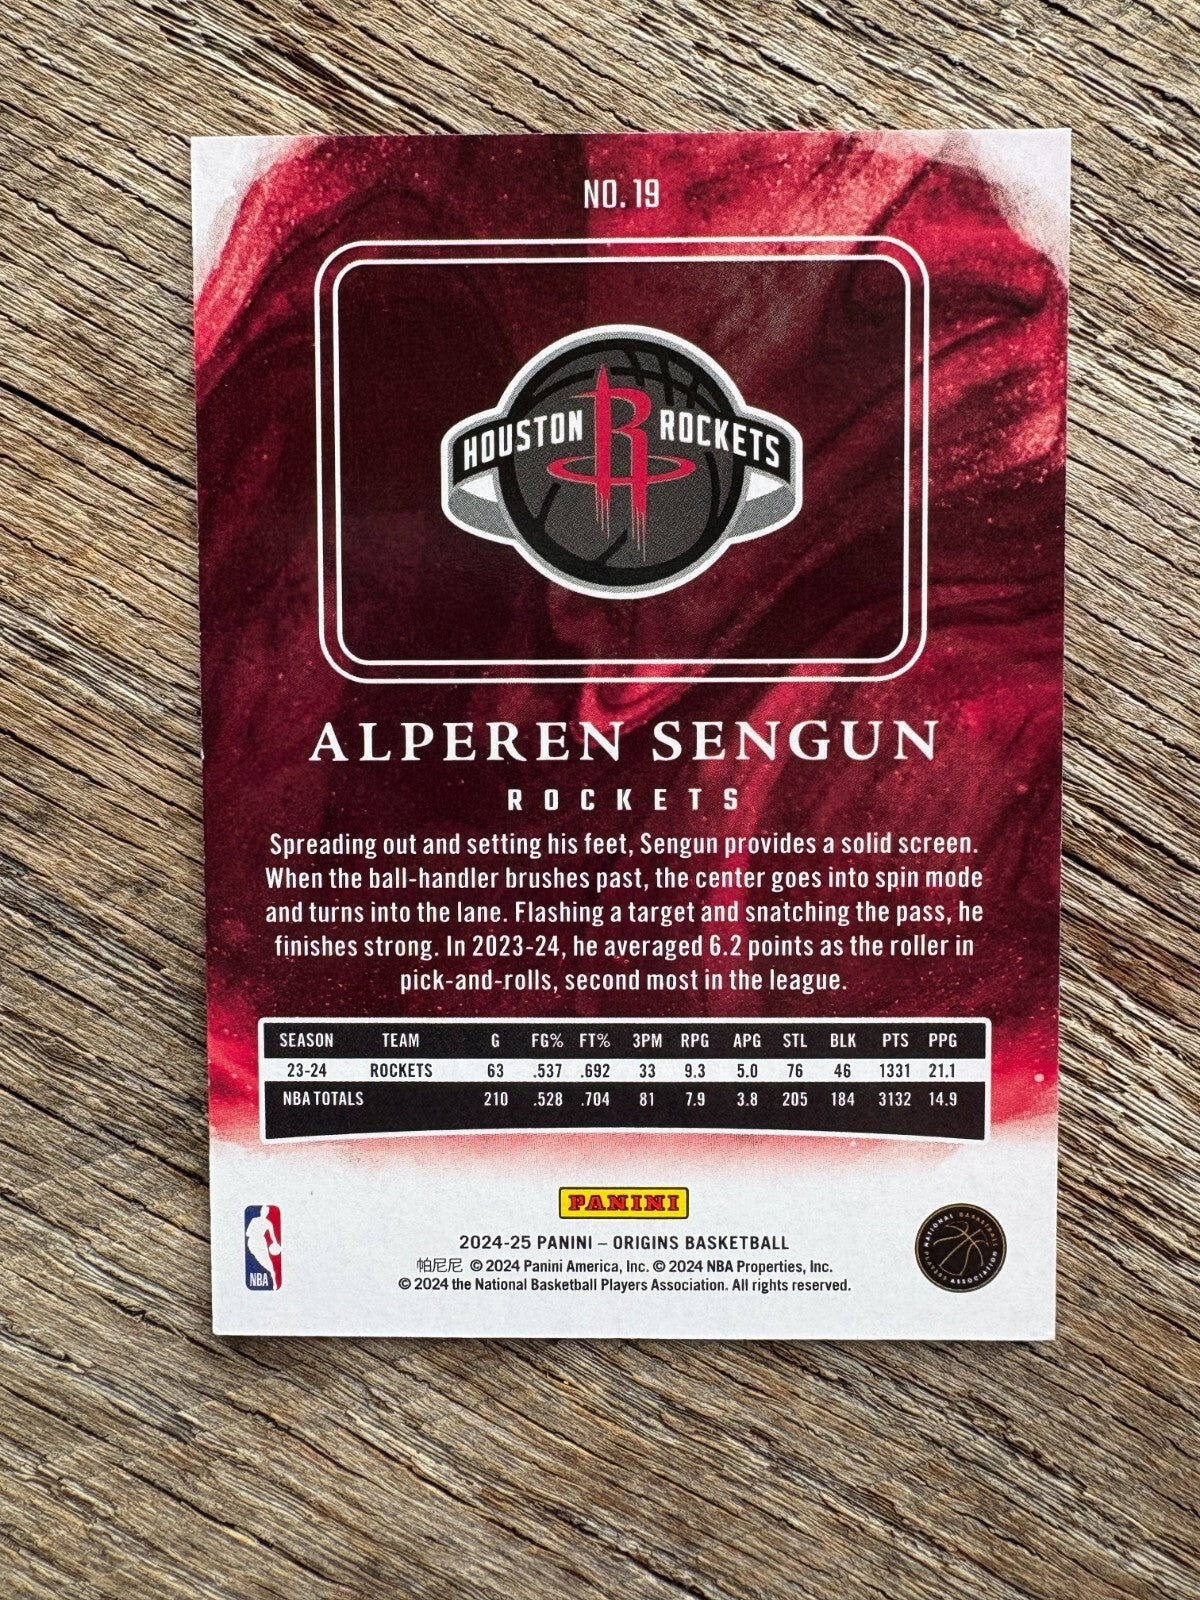 NO. 19
HOUSTON ROCKETS
ALPEREN SENGUN
ROCKETS
Spreading out and setting his feet, Sengun provides a solid screen.
When the ball-handler brushes past, the center goes into spin mode
and turns into the lane. Flashing a target and snatching the pass, he
finishes strong. In 2023-24, he averaged 6.2 points as the roller in
pick-and-rolls, second most in the league.
SEASON TEAM G FG% FT% 3PM RPG APG STL BLK PTS PPG
23-24 ROCKETS 63 .537 .692 33 9.3 5.0 76 46 1331 21.1
NBA TOTALS 210 .528 .704 81 7.9 3.8 205 184 3132 14.9
PANINI
2024-25 PANINI – ORIGINS BASKETBALL
帕尼尼 © 2024 Panini America, Inc. © 2024 NBA Properties, Inc.
© 2024 the National Basketball Players Association. All rights reserved.
NBA
NATIONAL BASKETBALL
PLAYERS ASSOCIATION